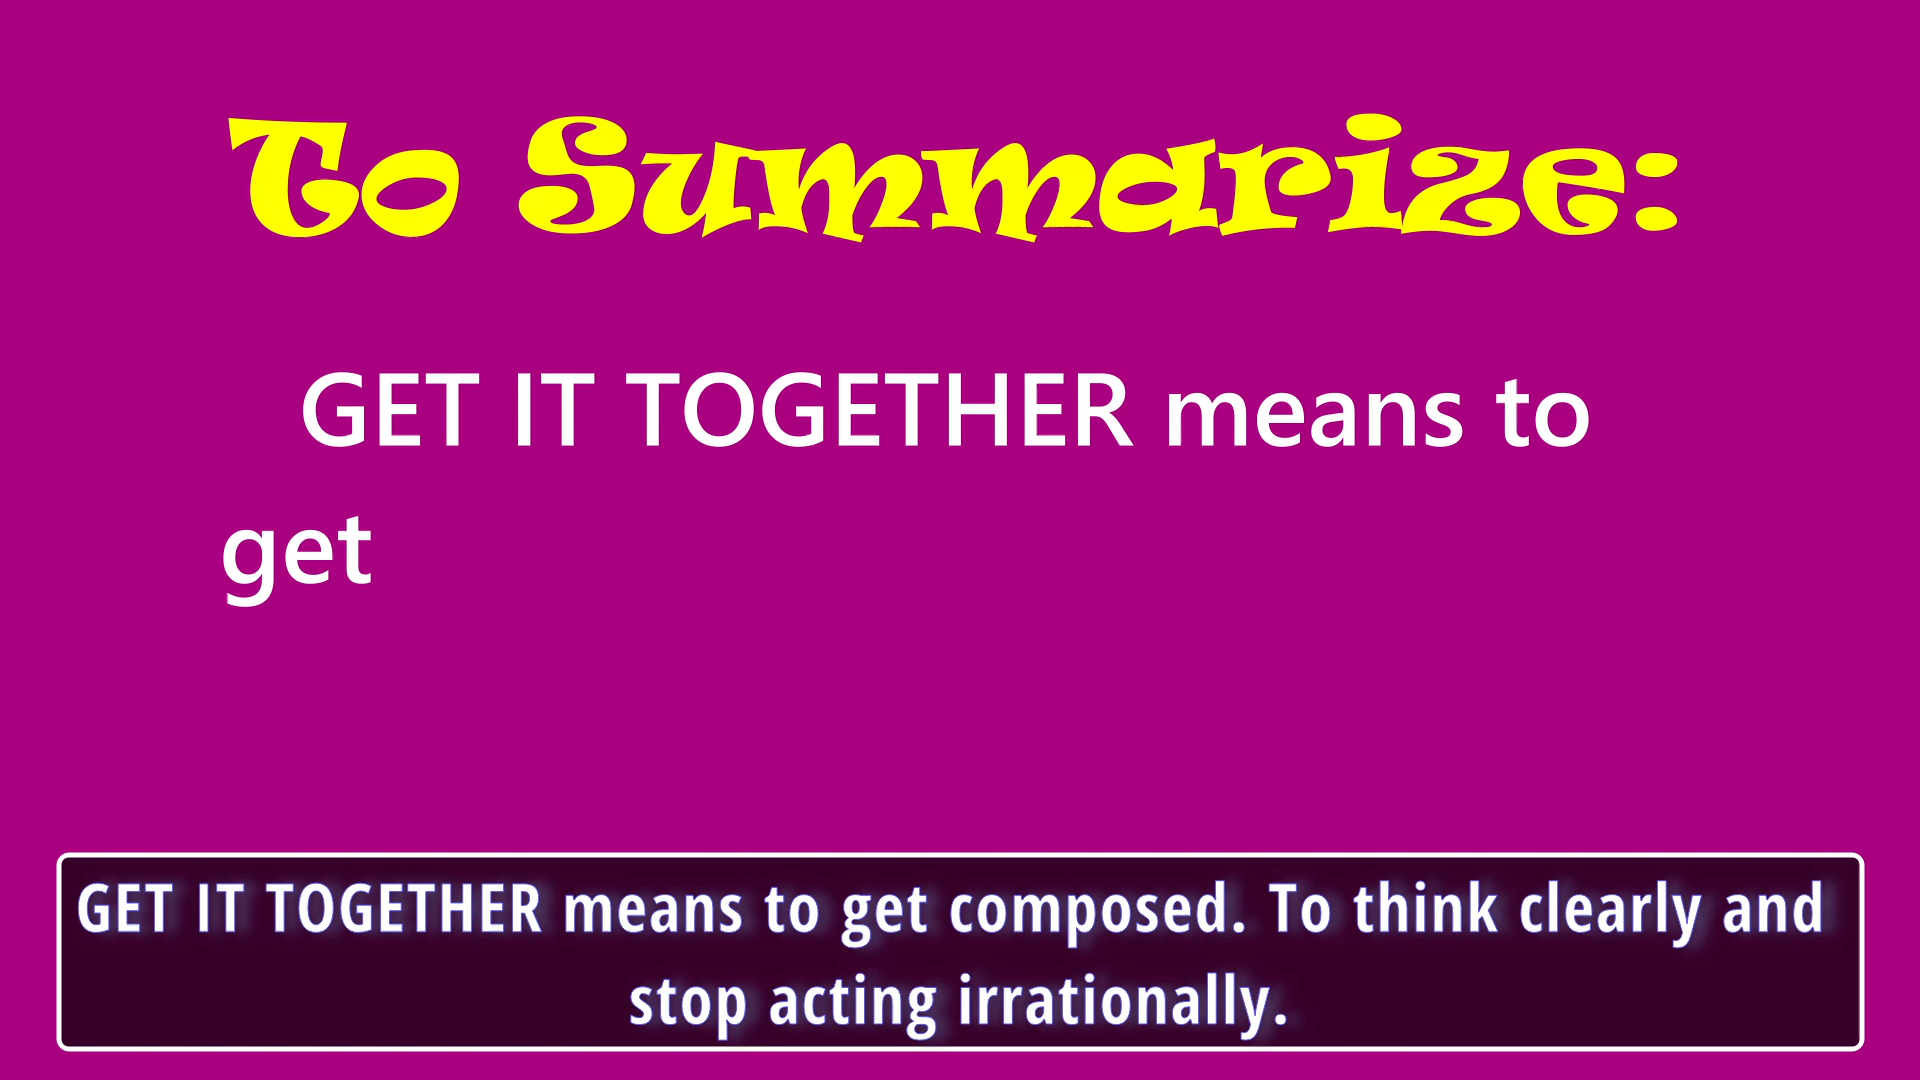 To Summarize:
GET IT TOGETHER means to
get
GET IT TOGETHER means to get composed. To think clearly and
stop acting irrationally.